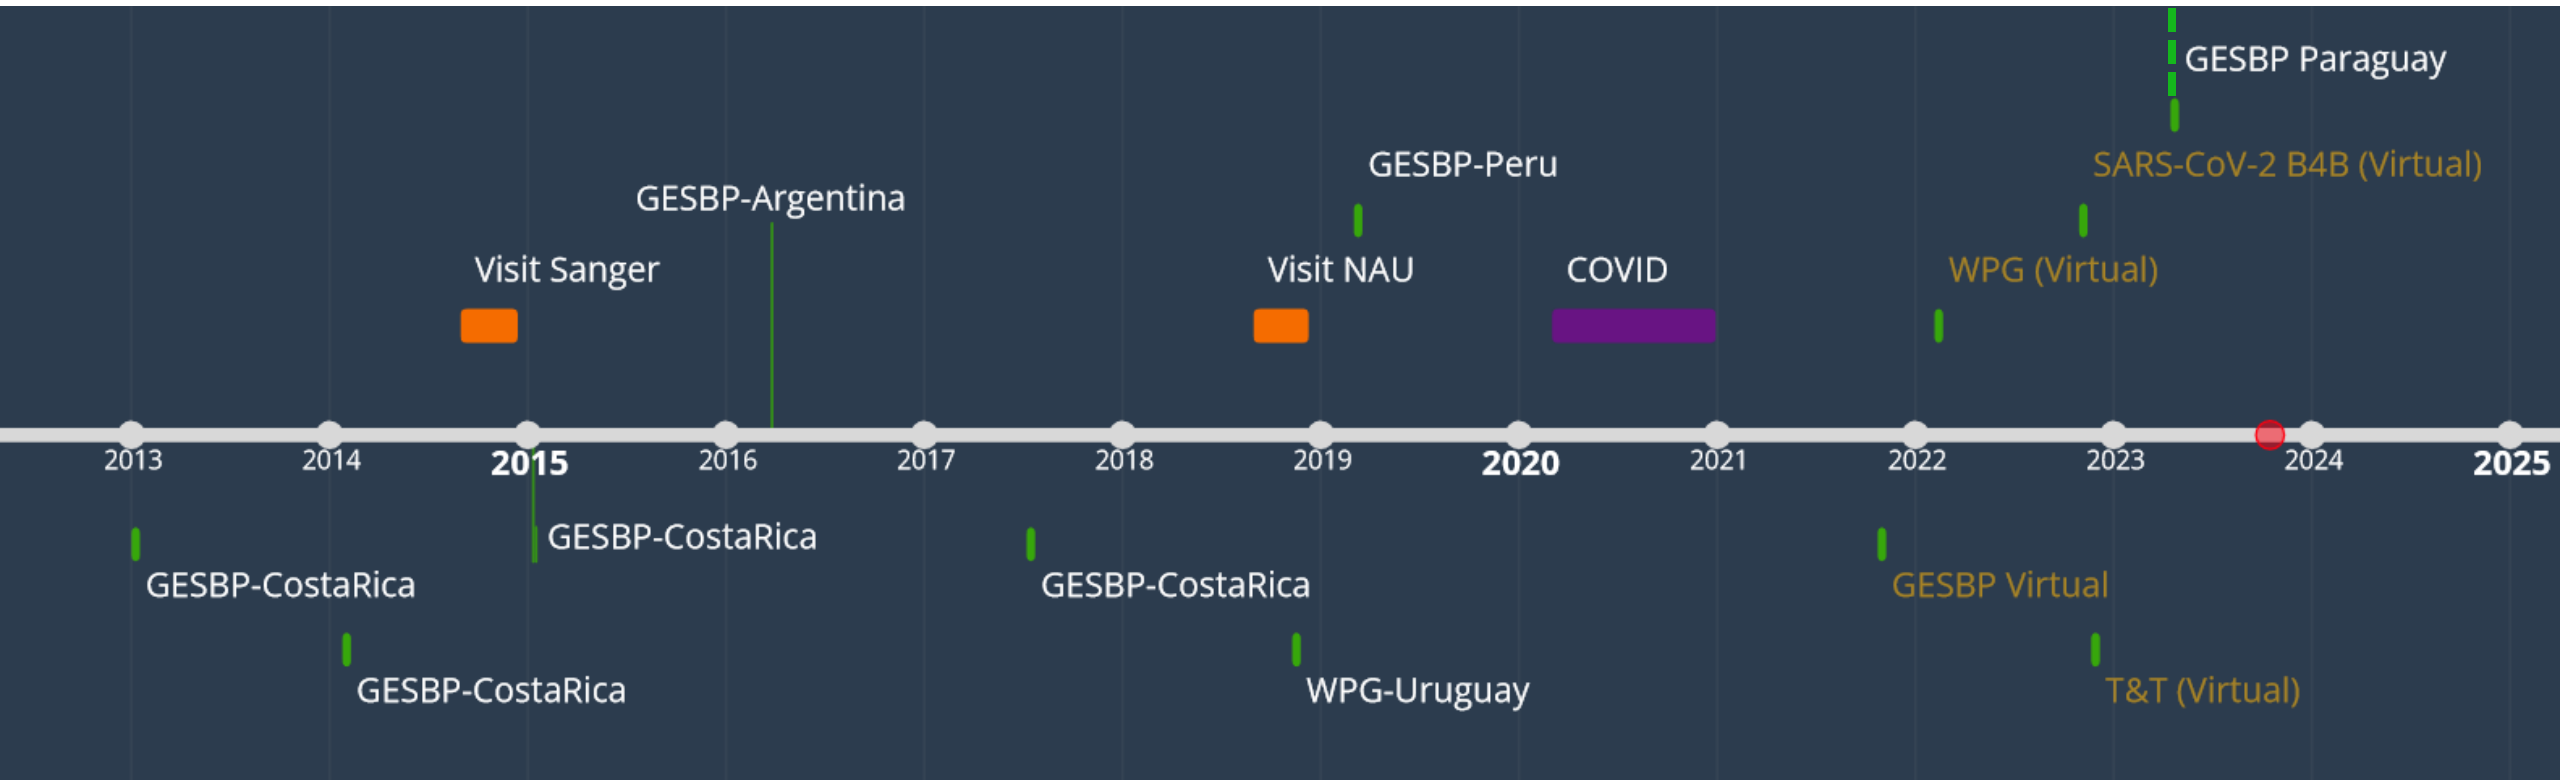 GESBP Paraguay
SARS-CoV-2 B4B (Virtual)
GESBP-Peru
GESBP-Argentina
Visit Sanger
Visit NAU
COVID
WPG (Virtual)
2013
2014
2015
2016
2017
2018
2019
2020
2021
2022
2023
2024
2025
GESBP-CostaRica
GESBP-CostaRica
GESBP-CostaRica
GESBP Virtual
GESBP-CostaRica
WPG-Uruguay
T&T (Virtual)